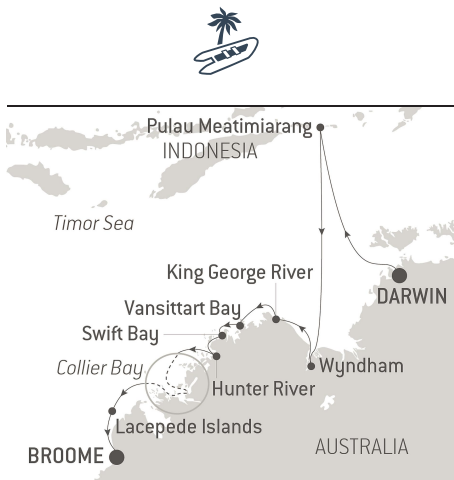 Pulau Meatimiarang
INDONESIA
Timor Sea
King George River
DARWIN
Vansittart Bay
Swift Bay
Collier Bay
Wyndham
Hunter River
Lacepede Islands
AUSTRALIA
BROOME